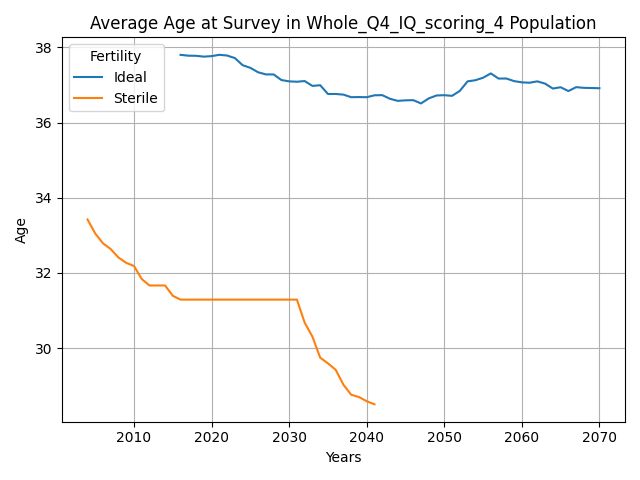 Average Age at Survey in Whole_Q4_IQ_scoring_4 Population
Fertility
Ideal
Sterile
Age
38
36
34
32
30
2010 2020 2030 2040 2050 2060 2070
Years